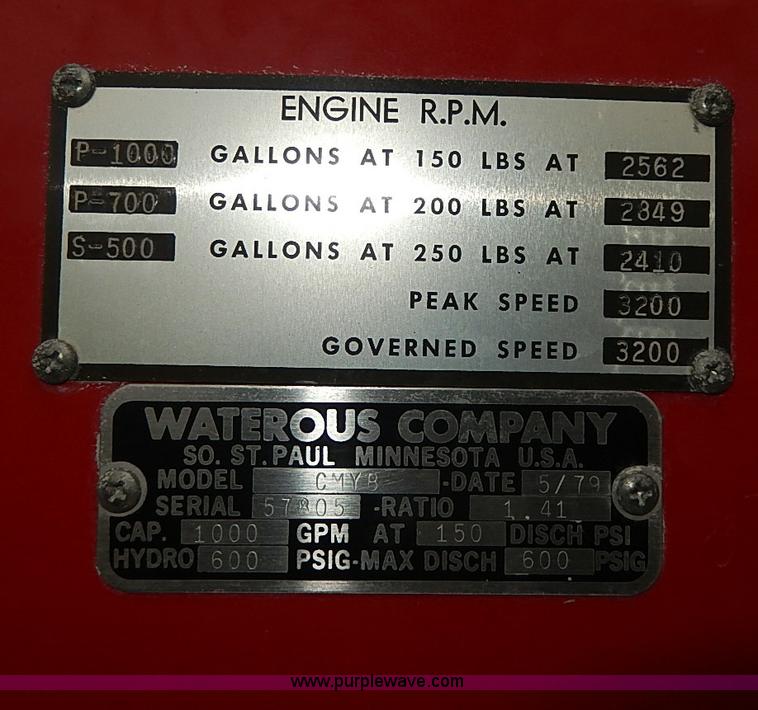 ENGINE R.P.M.
P-1000 GALLONS AT 150 LBS AT 2562
P-700 GALLONS AT 200 LBS AT 2849
S-500 GALLONS AT 250 LBS AT 2410
PEAK SPEED 3200
GOVERNED SPEED 3200
WATEROUS COMPANY
SO. ST. PAUL MINNESOTA U.S.A.
MODEL CMYB -DATE 5/79
SERIAL 57805 -RATIO 1.41
CAP. 1000 GPM AT 150 DISCH PSI
HYDRO 600 PSIG-MAX DISCH 600 PSIG
www.purplewave.com